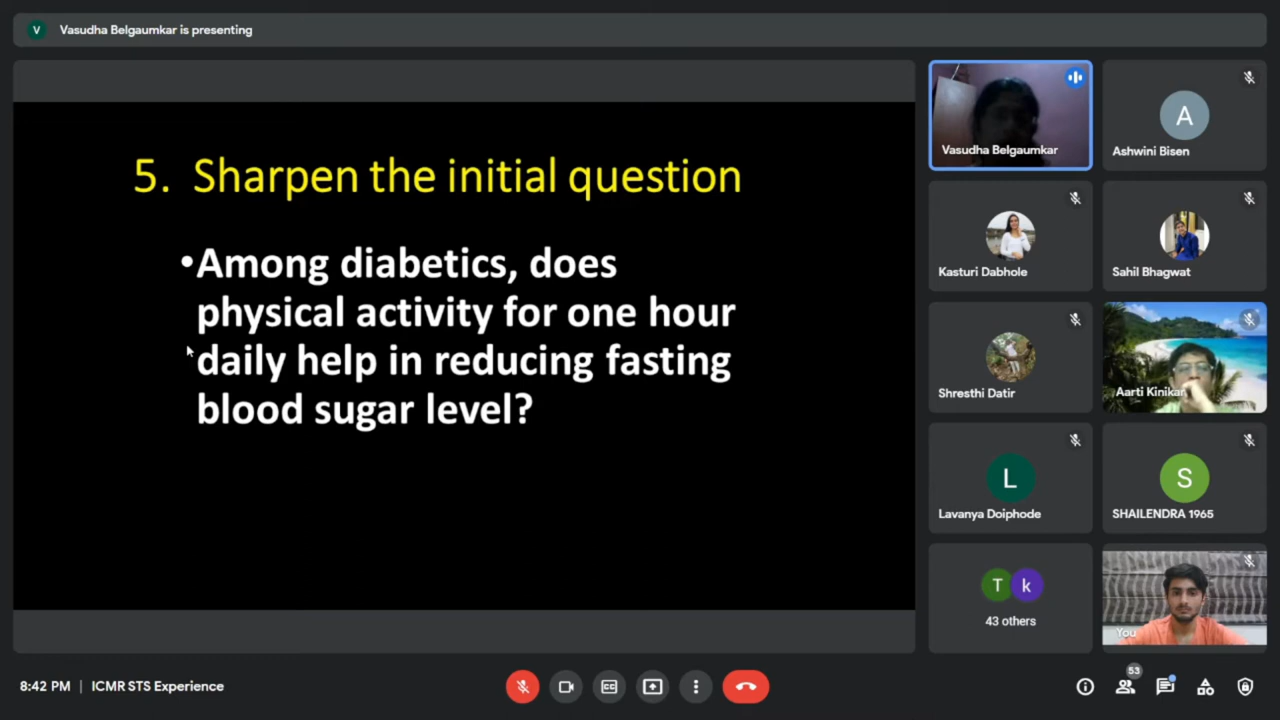 V
Vasudha Belgaumkar is presenting
5. Sharpen the initial question
•Among diabetics, does
physical activity for one hour
daily help in reducing fasting
blood sugar level?
Vasudha Belgaumkar
A
Ashwini Bisen
Kasturi Dabhole
Sahil Bhagwat
Shresthi Datir
Aarti Kinikar
L
Lavanya Doiphode
S
SHAILENDRA 1965
T k
43 others
You
8:42 PM | ICMR STS Experience
CC
53